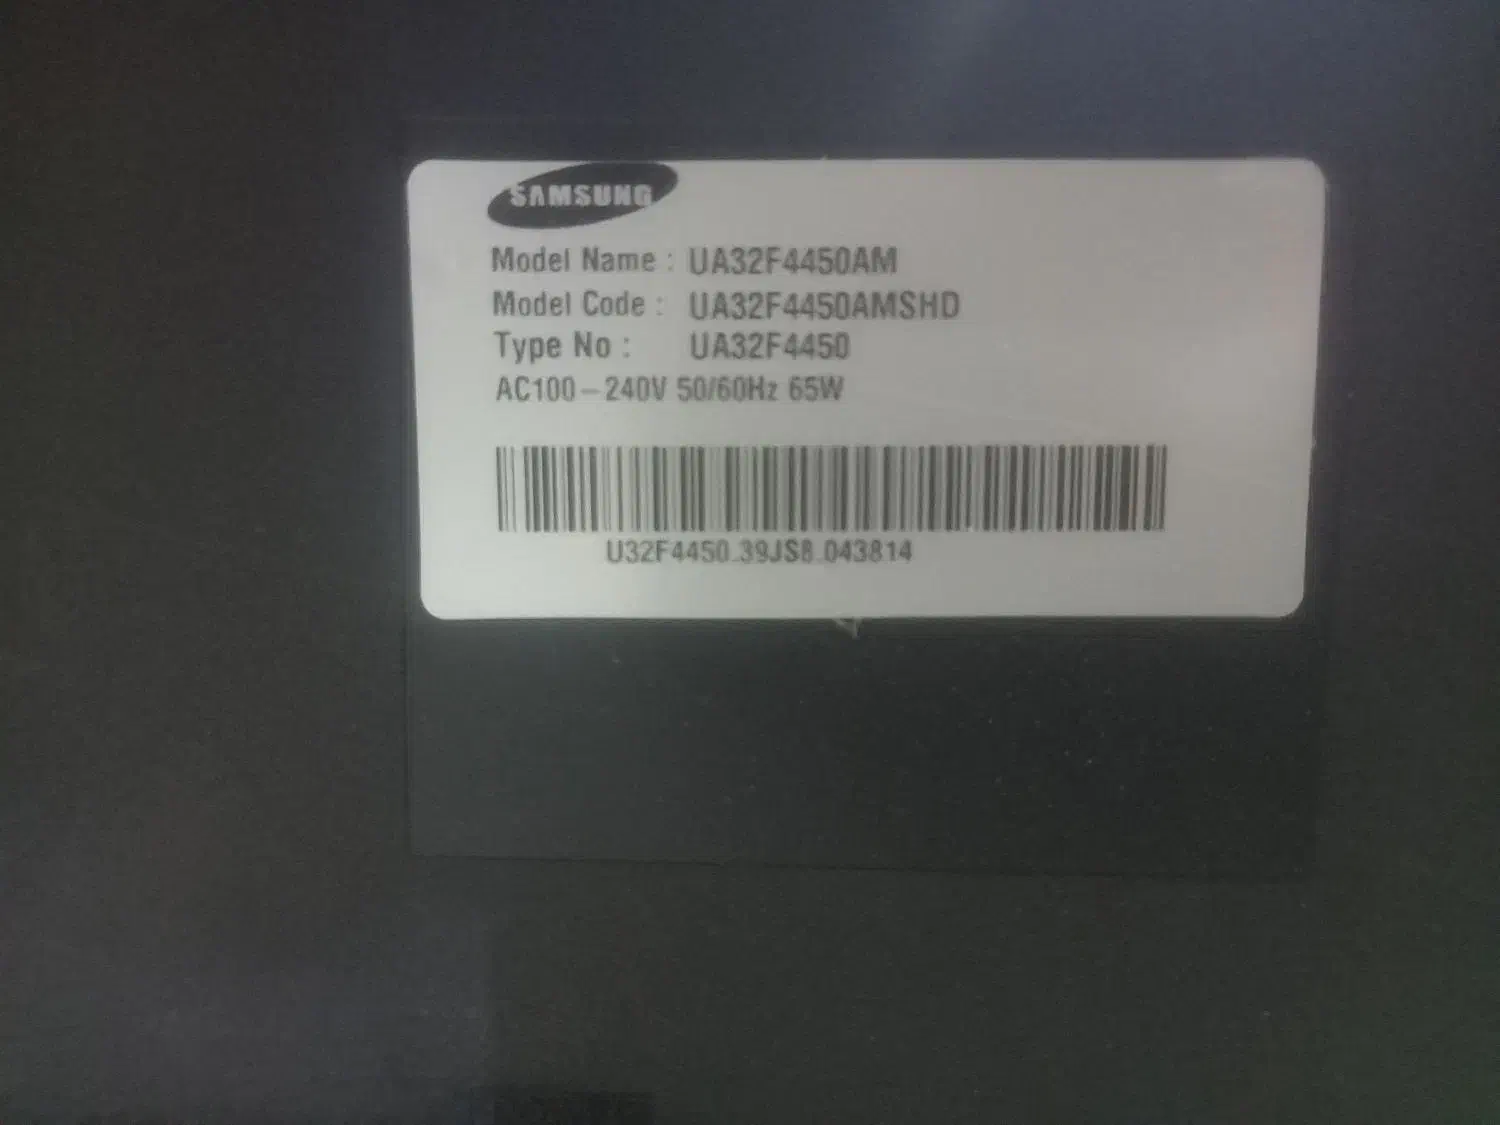 SAMSUNG
Model Name : UA32F4450AM
Model Code : UA32F4450AMSHD
Type No : UA32F4450
AC100-240V 50/60Hz 65W
U32F4450.39JS8.043814